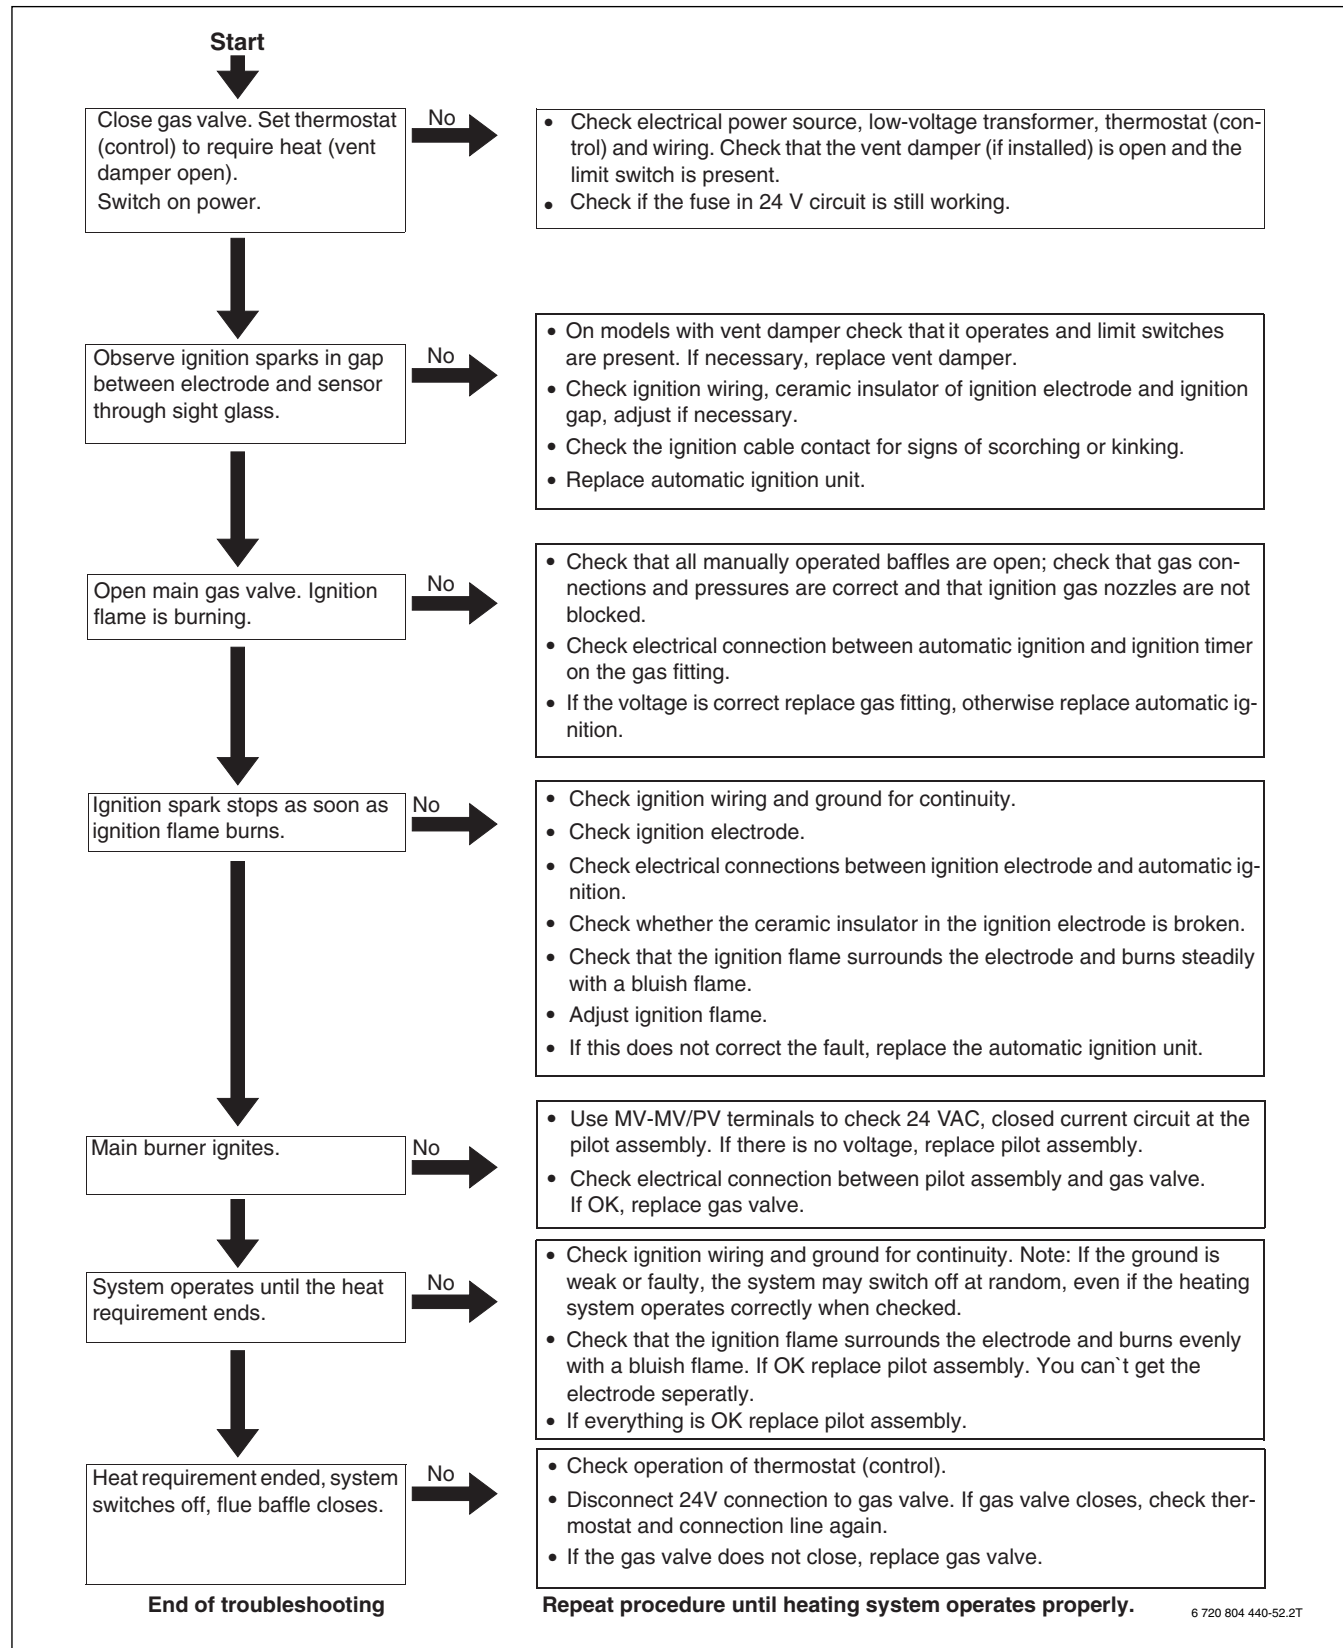 Start
Close gas valve. Set thermostat
(control) to require heat (vent
damper open).
Switch on power.
No
• Check electrical power source, low-voltage transformer, thermostat (con-
trol) and wiring. Check that the vent damper (if installed) is open and the
limit switch is present.
• Check if the fuse in 24 V circuit is still working.
Observe ignition sparks in gap
between electrode and sensor
through sight glass.
No
• On models with vent damper check that it operates and limit switches
are present. If necessary, replace vent damper.
• Check ignition wiring, ceramic insulator of ignition electrode and ignition
gap, adjust if necessary.
• Check the ignition cable contact for signs of scorching or kinking.
• Replace automatic ignition unit.
Open main gas valve. Ignition
flame is burning.
No
• Check that all manually operated baffles are open; check that gas con-
nections and pressures are correct and that ignition gas nozzles are not
blocked.
• Check electrical connection between automatic ignition and ignition timer
on the gas fitting.
• If the voltage is correct replace gas fitting, otherwise replace automatic ig-
nition.
Ignition spark stops as soon as
ignition flame burns.
No
• Check ignition wiring and ground for continuity.
• Check ignition electrode.
• Check electrical connections between ignition electrode and automatic ig-
nition.
• Check whether the ceramic insulator in the ignition electrode is broken.
• Check that the ignition flame surrounds the electrode and burns steadily
with a bluish flame.
• Adjust ignition flame.
• If this does not correct the fault, replace the automatic ignition unit.
Main burner ignites.
No
• Use MV-MV/PV terminals to check 24 VAC, closed current circuit at the
pilot assembly. If there is no voltage, replace pilot assembly.
• Check electrical connection between pilot assembly and gas valve.
If OK, replace gas valve.
System operates until the heat
requirement ends.
No
• Check ignition wiring and ground for continuity. Note: If the ground is
weak or faulty, the system may switch off at random, even if the heating
system operates correctly when checked.
• Check that the ignition flame surrounds the electrode and burns evenly
with a bluish flame. If OK replace pilot assembly. You can`t get the
electrode seperatly.
• If everything is OK replace pilot assembly.
Heat requirement ended, system
switches off, flue baffle closes.
No
• Check operation of thermostat (control).
• Disconnect 24V connection to gas valve. If gas valve closes, check ther-
mostat and connection line again.
• If the gas valve does not close, replace gas valve.
End of troubleshooting
Repeat procedure until heating system operates properly.
6 720 804 440-52.2T